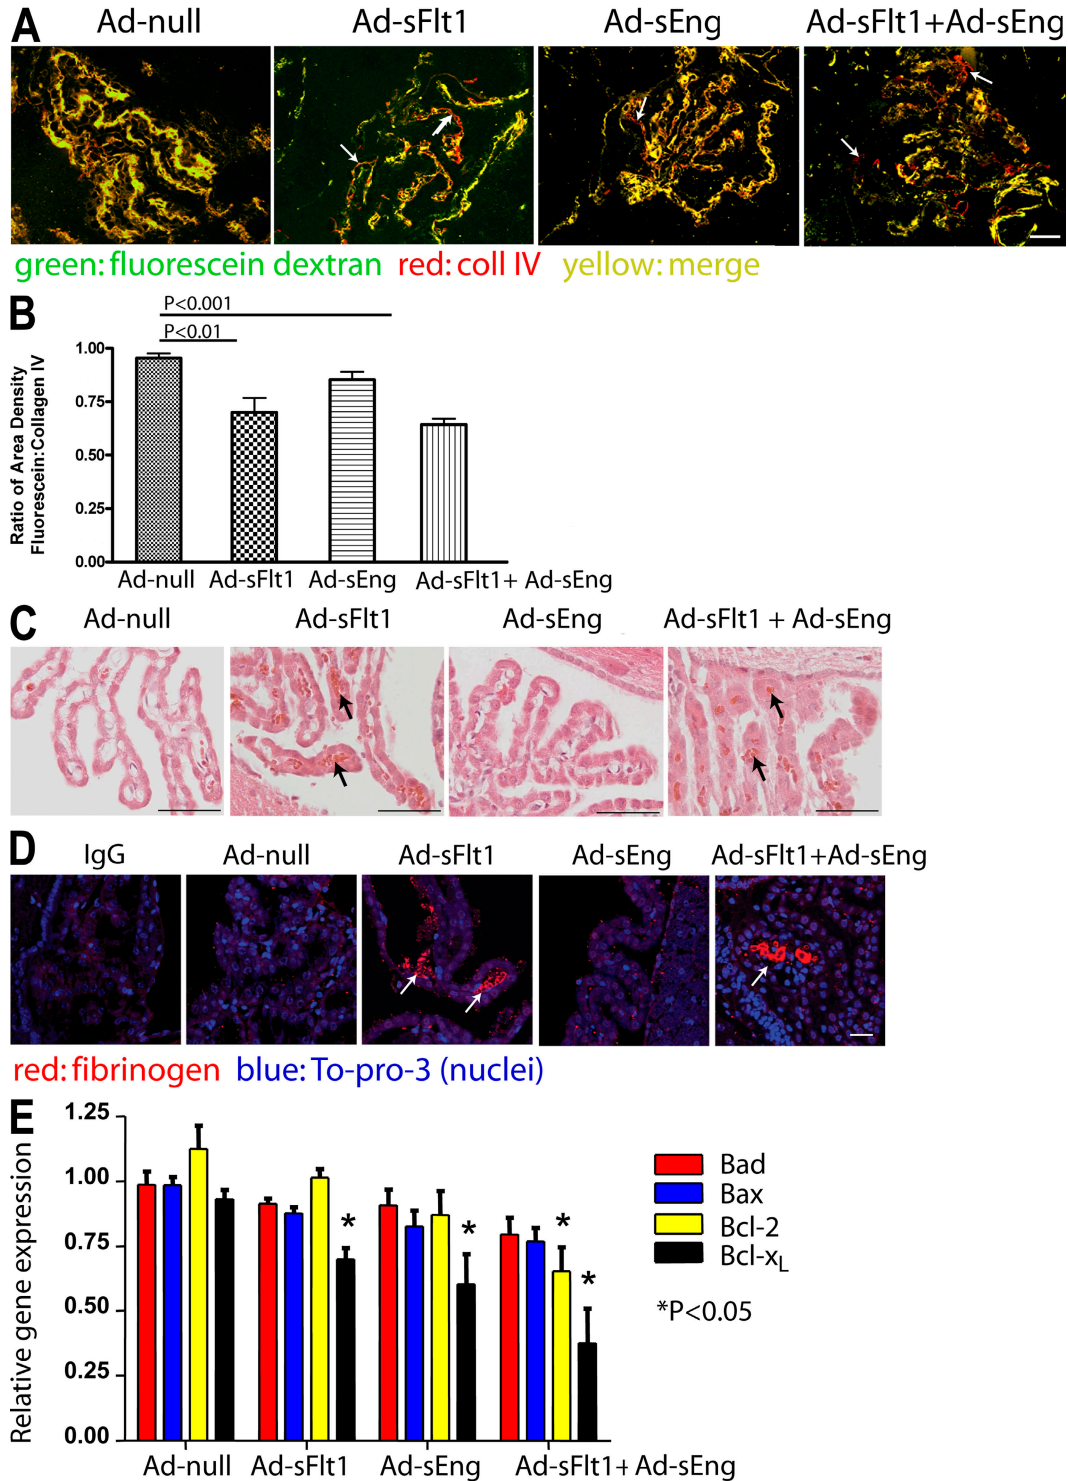 A
Ad-null Ad-sFlt1 Ad-sEng Ad-sFlt1+Ad-sEng
green: fluorescein dextran red: coll IV yellow: merge
B
P<0.001
P<0.01
Ratio of Area Density
Fluorescein:Collagen IV
1.00
0.75
0.50
0.25
0.00
Ad-null Ad-sFlt1 Ad-sEng Ad-sFlt1+ Ad-sEng
C
Ad-null Ad-sFlt1 Ad-sEng Ad-sFlt1 + Ad-sEng
D
IgG Ad-null Ad-sFlt1 Ad-sEng Ad-sFlt1+Ad-sEng
red: fibrinogen blue: To-pro-3 (nuclei)
E
Relative gene expression
1.25
1.00
0.75
0.50
0.25
0.00
* * * *
Bad
Bax
Bcl-2
Bcl-xL
*P<0.05
Ad-null Ad-sFlt1 Ad-sEng Ad-sFlt1+ Ad-sEng